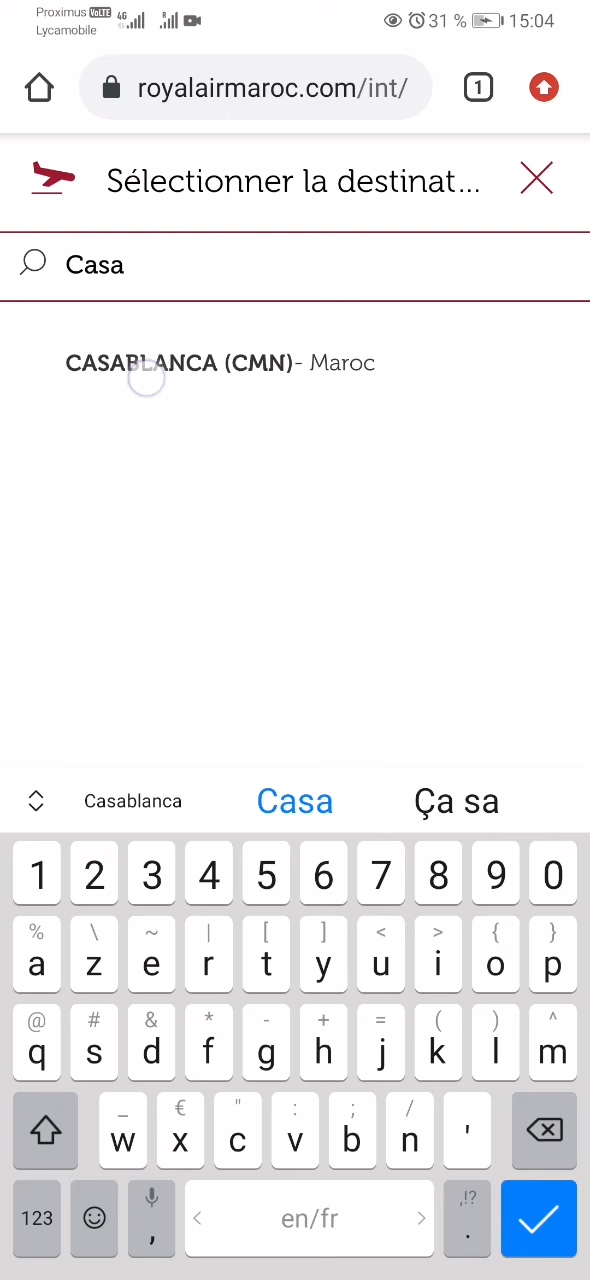 Proximus VoLTE 4G R 31 % 15:04
Lycamobile
royalairmaroc.com/int/ 1
Sélectionner la destinat...
Casa
CASABLANCA (CMN)- Maroc
Casablanca Casa Ça sa
1 2 3 4 5 6 7 8 9 0
% \ ~ | [ ] < > { }
a z e r t y u i o p
@ # & * - + = ( ) ^
q s d f g h j k l m
_ € " : ; /
w x c v b n '
,!?
123 , < en/fr > .